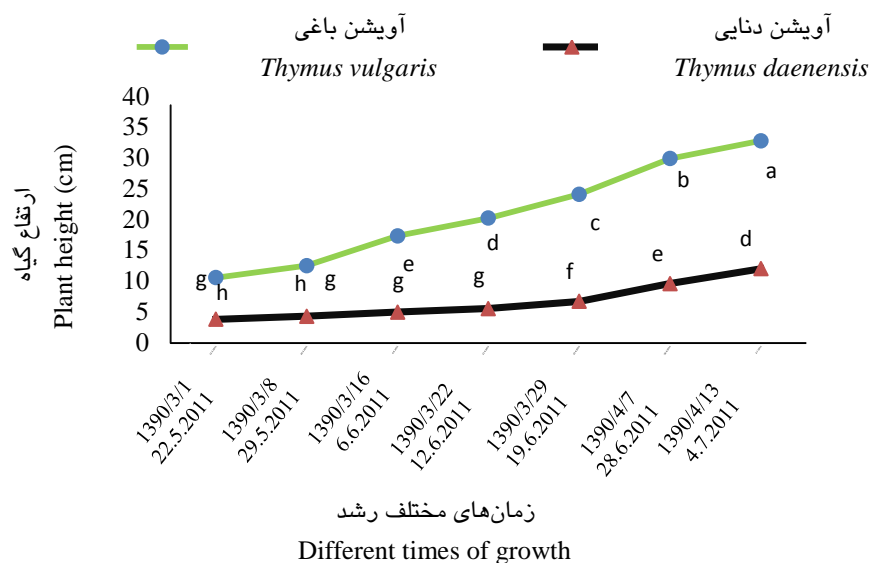 آویشن باغی
Thymus vulgaris
آویشن دنایی
Thymus daenensis
ارتفاع گیاه
Plant height (cm)
40
35
30
25
20
15
10
5
0
g h h g e g d g c f b e a d
1390/3/1
22.5.2011
1390/3/8
29.5.2011
1390/3/16
6.6.2011
1390/3/22
12.6.2011
1390/3/29
19.6.2011
1390/4/7
28.6.2011
1390/4/13
4.7.2011
زمان‌های مختلف رشد
Different times of growth